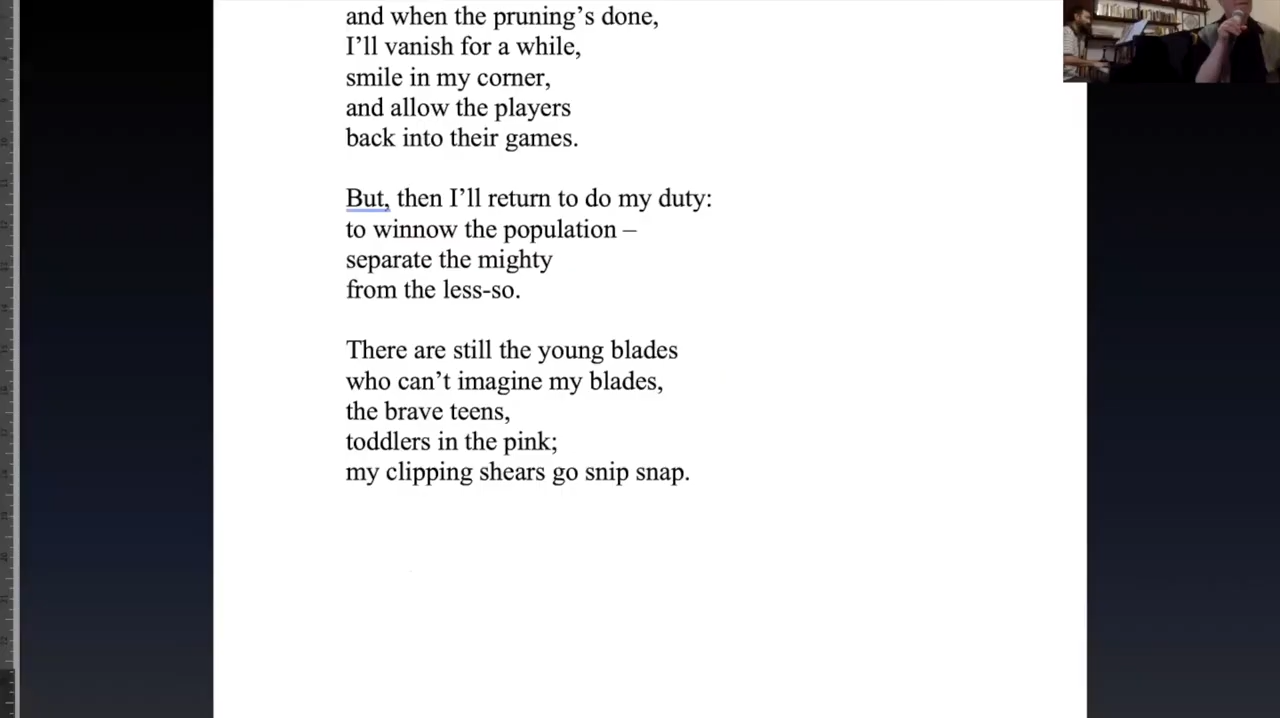 and when the pruning’s done,
I’ll vanish for a while,
smile in my corner,
and allow the players
back into their games.
But, then I’ll return to do my duty:
to winnow the population –
separate the mighty
from the less-so.
There are still the young blades
who can’t imagine my blades,
the brave teens,
toddlers in the pink;
my clipping shears go snip snap.